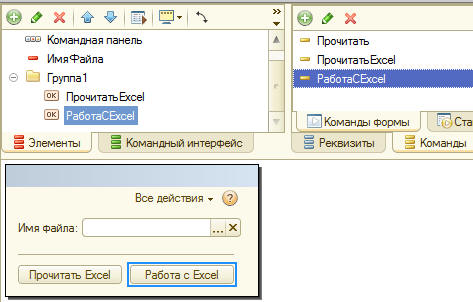 Командная панель
ИмяФайла
Группа1
ПрочитатьExcel
РаботаСExcel
Элементы
Командный интерфейс
Прочитать
ПрочитатьExcel
РаботаСExcel
Команды формы
Ста
Реквизиты
Команды
Все действия
Имя Файла:
Прочитать Excel
Работа с Excel